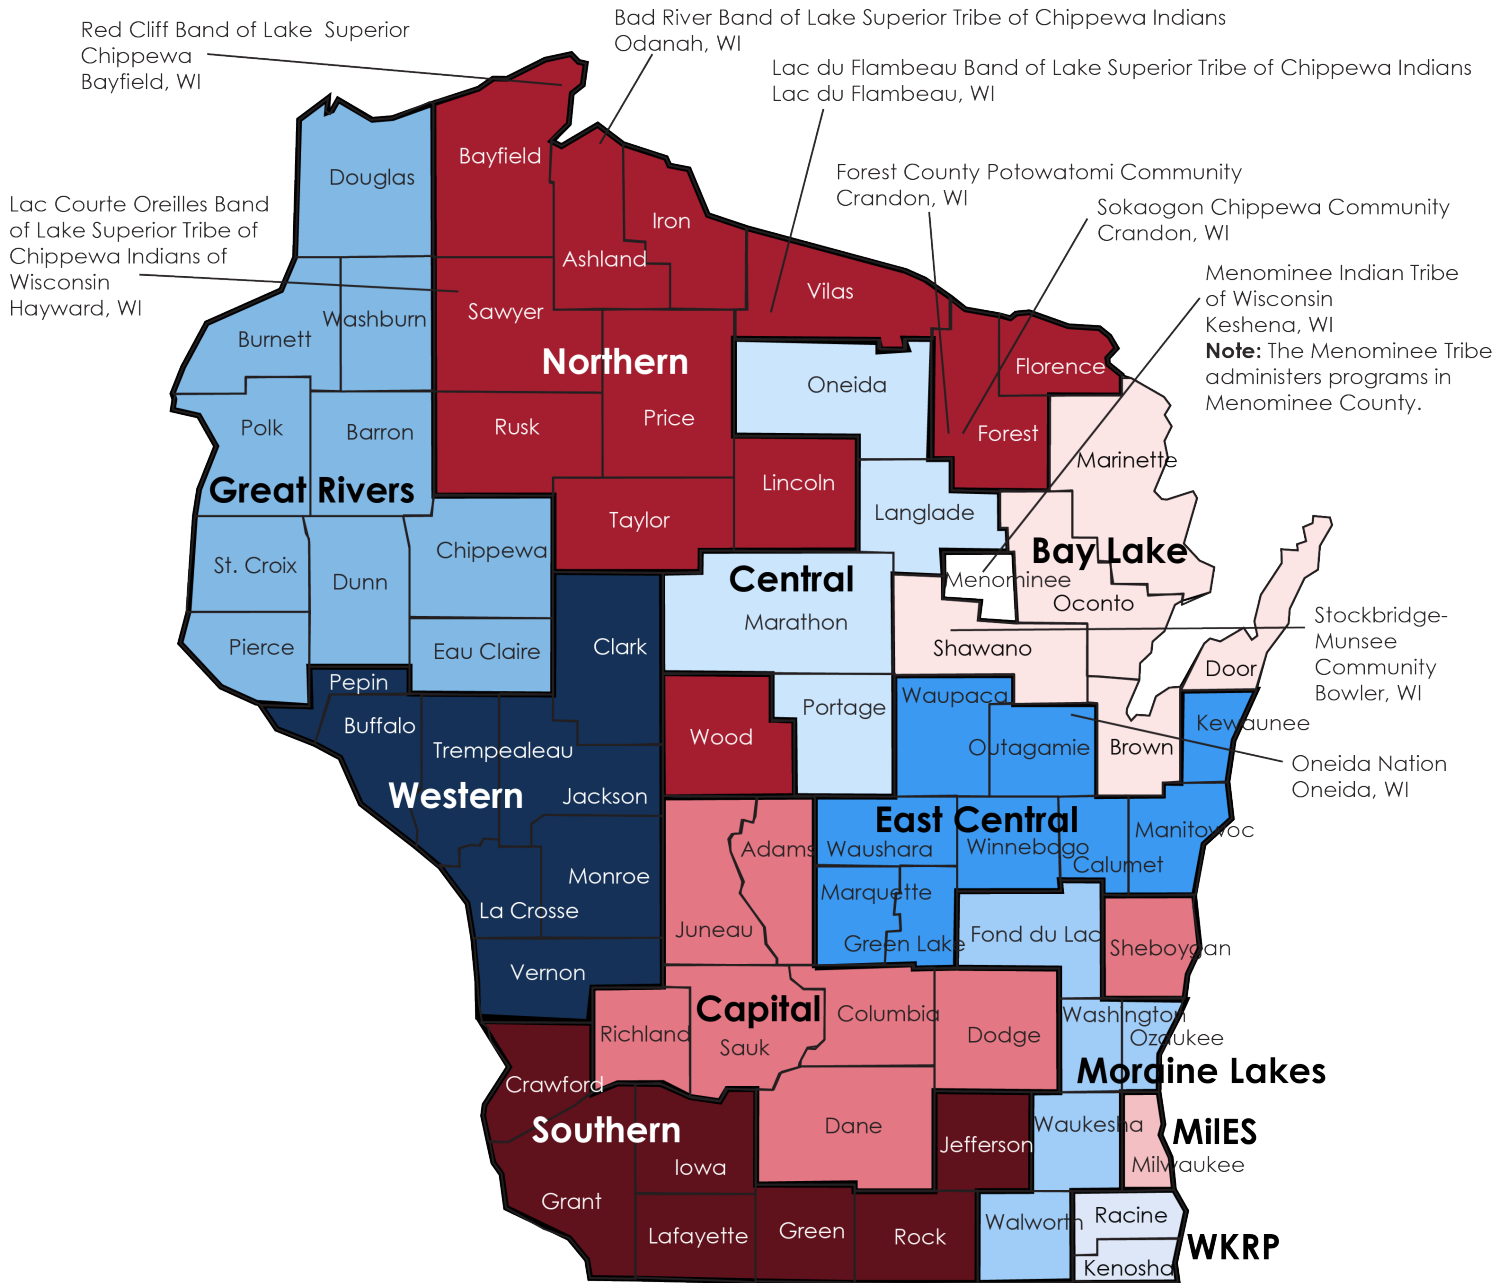 Red Cliff Band of Lake  Superior
Chippewa
Bayfield, WI
Bad River Band of Lake Superior Tribe of Chippewa Indians
Odanah, WI
Lac du Flambeau Band of Lake Superior Tribe of Chippewa Indians
Lac du Flambeau, WI
Forest County Potowatomi Community
Crandon, WI
Sokaogon Chippewa Community
Crandon, WI
Lac Courte Oreilles Band
of Lake Superior Tribe of
Chippewa Indians of
Wisconsin
Hayward, WI
Menominee Indian Tribe
of Wisconsin
Keshena, WI
Note: The Menominee Tribe
administers programs in
Menominee County.
Stockbridge-
Munsee
Community
Bowler, WI
Oneida Nation
Oneida, WI
Douglas
Bayfield
Iron
Ashland
Vilas
Sawyer
Washburn
Burnett
Northern
Florence
Oneida
Price
Rusk
Forest
Polk
Barron
Great Rivers
Marinette
Lincoln
Taylor
Langlade
Chippewa
Bay Lake
St. Croix
Dunn
Central
Menominee
Oconto
Marathon
Pierce
Eau Claire
Clark
Shawano
Door
Pepin
Waupaca
Portage
Buffalo
Kewaunee
Trempealeau
Wood
Outagamie
Brown
Western
Jackson
East Central
Manitowoc
Adams
Waushara
Winnebago
Calumet
Monroe
Marquette
La Crosse
Juneau
Green Lake
Fond du Lac
Sheboygan
Vernon
Capital
Columbia
Washington
Richland
Sauk
Dodge
Ozaukee
Moraine Lakes
Crawford
Southern
Dane
Waukesha
MilES
Jefferson
Iowa
Milwaukee
Grant
Racine
Walworth
Lafayette
Green
Rock
WKRP
Kenosha